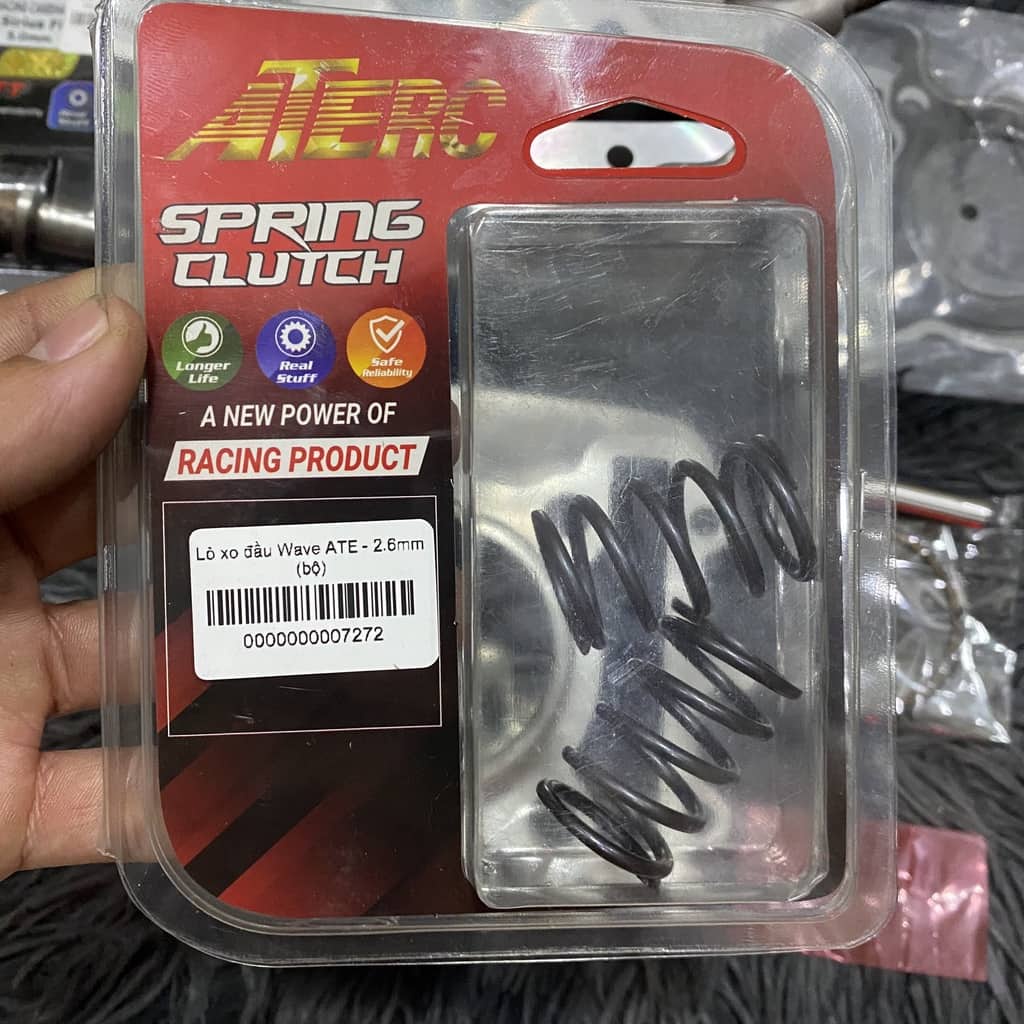 ATERC
SPRING
CLUTCH
Longer
Life
Real
Stuff
Safe
Reliability
A NEW POWER OF
RACING PRODUCT
Lò xo đầu Wave ATE - 2.6mm
(bộ)
0000000007272